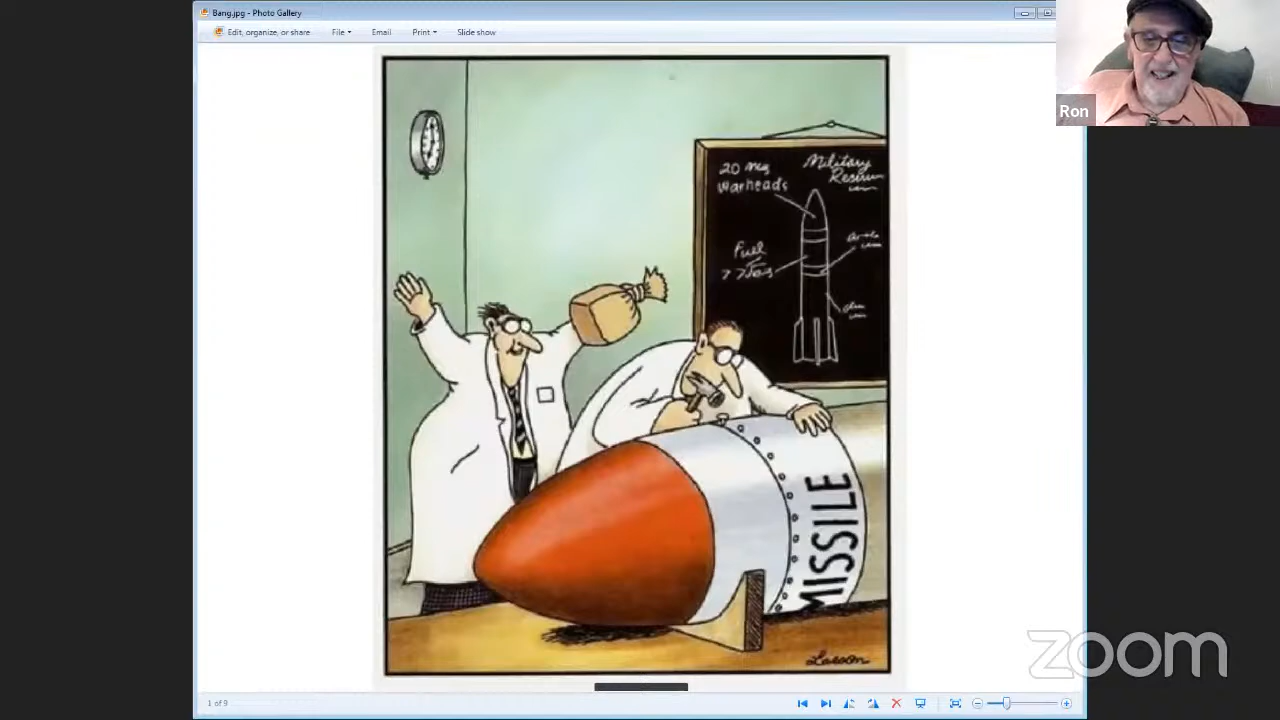 Bang.jpg - Photo Gallery
Edit, organize, or share File Email Print Slide show
Ron
20 meg
warheads
Military
Fuel
MISSILE
Larson
zoom
1 of 9